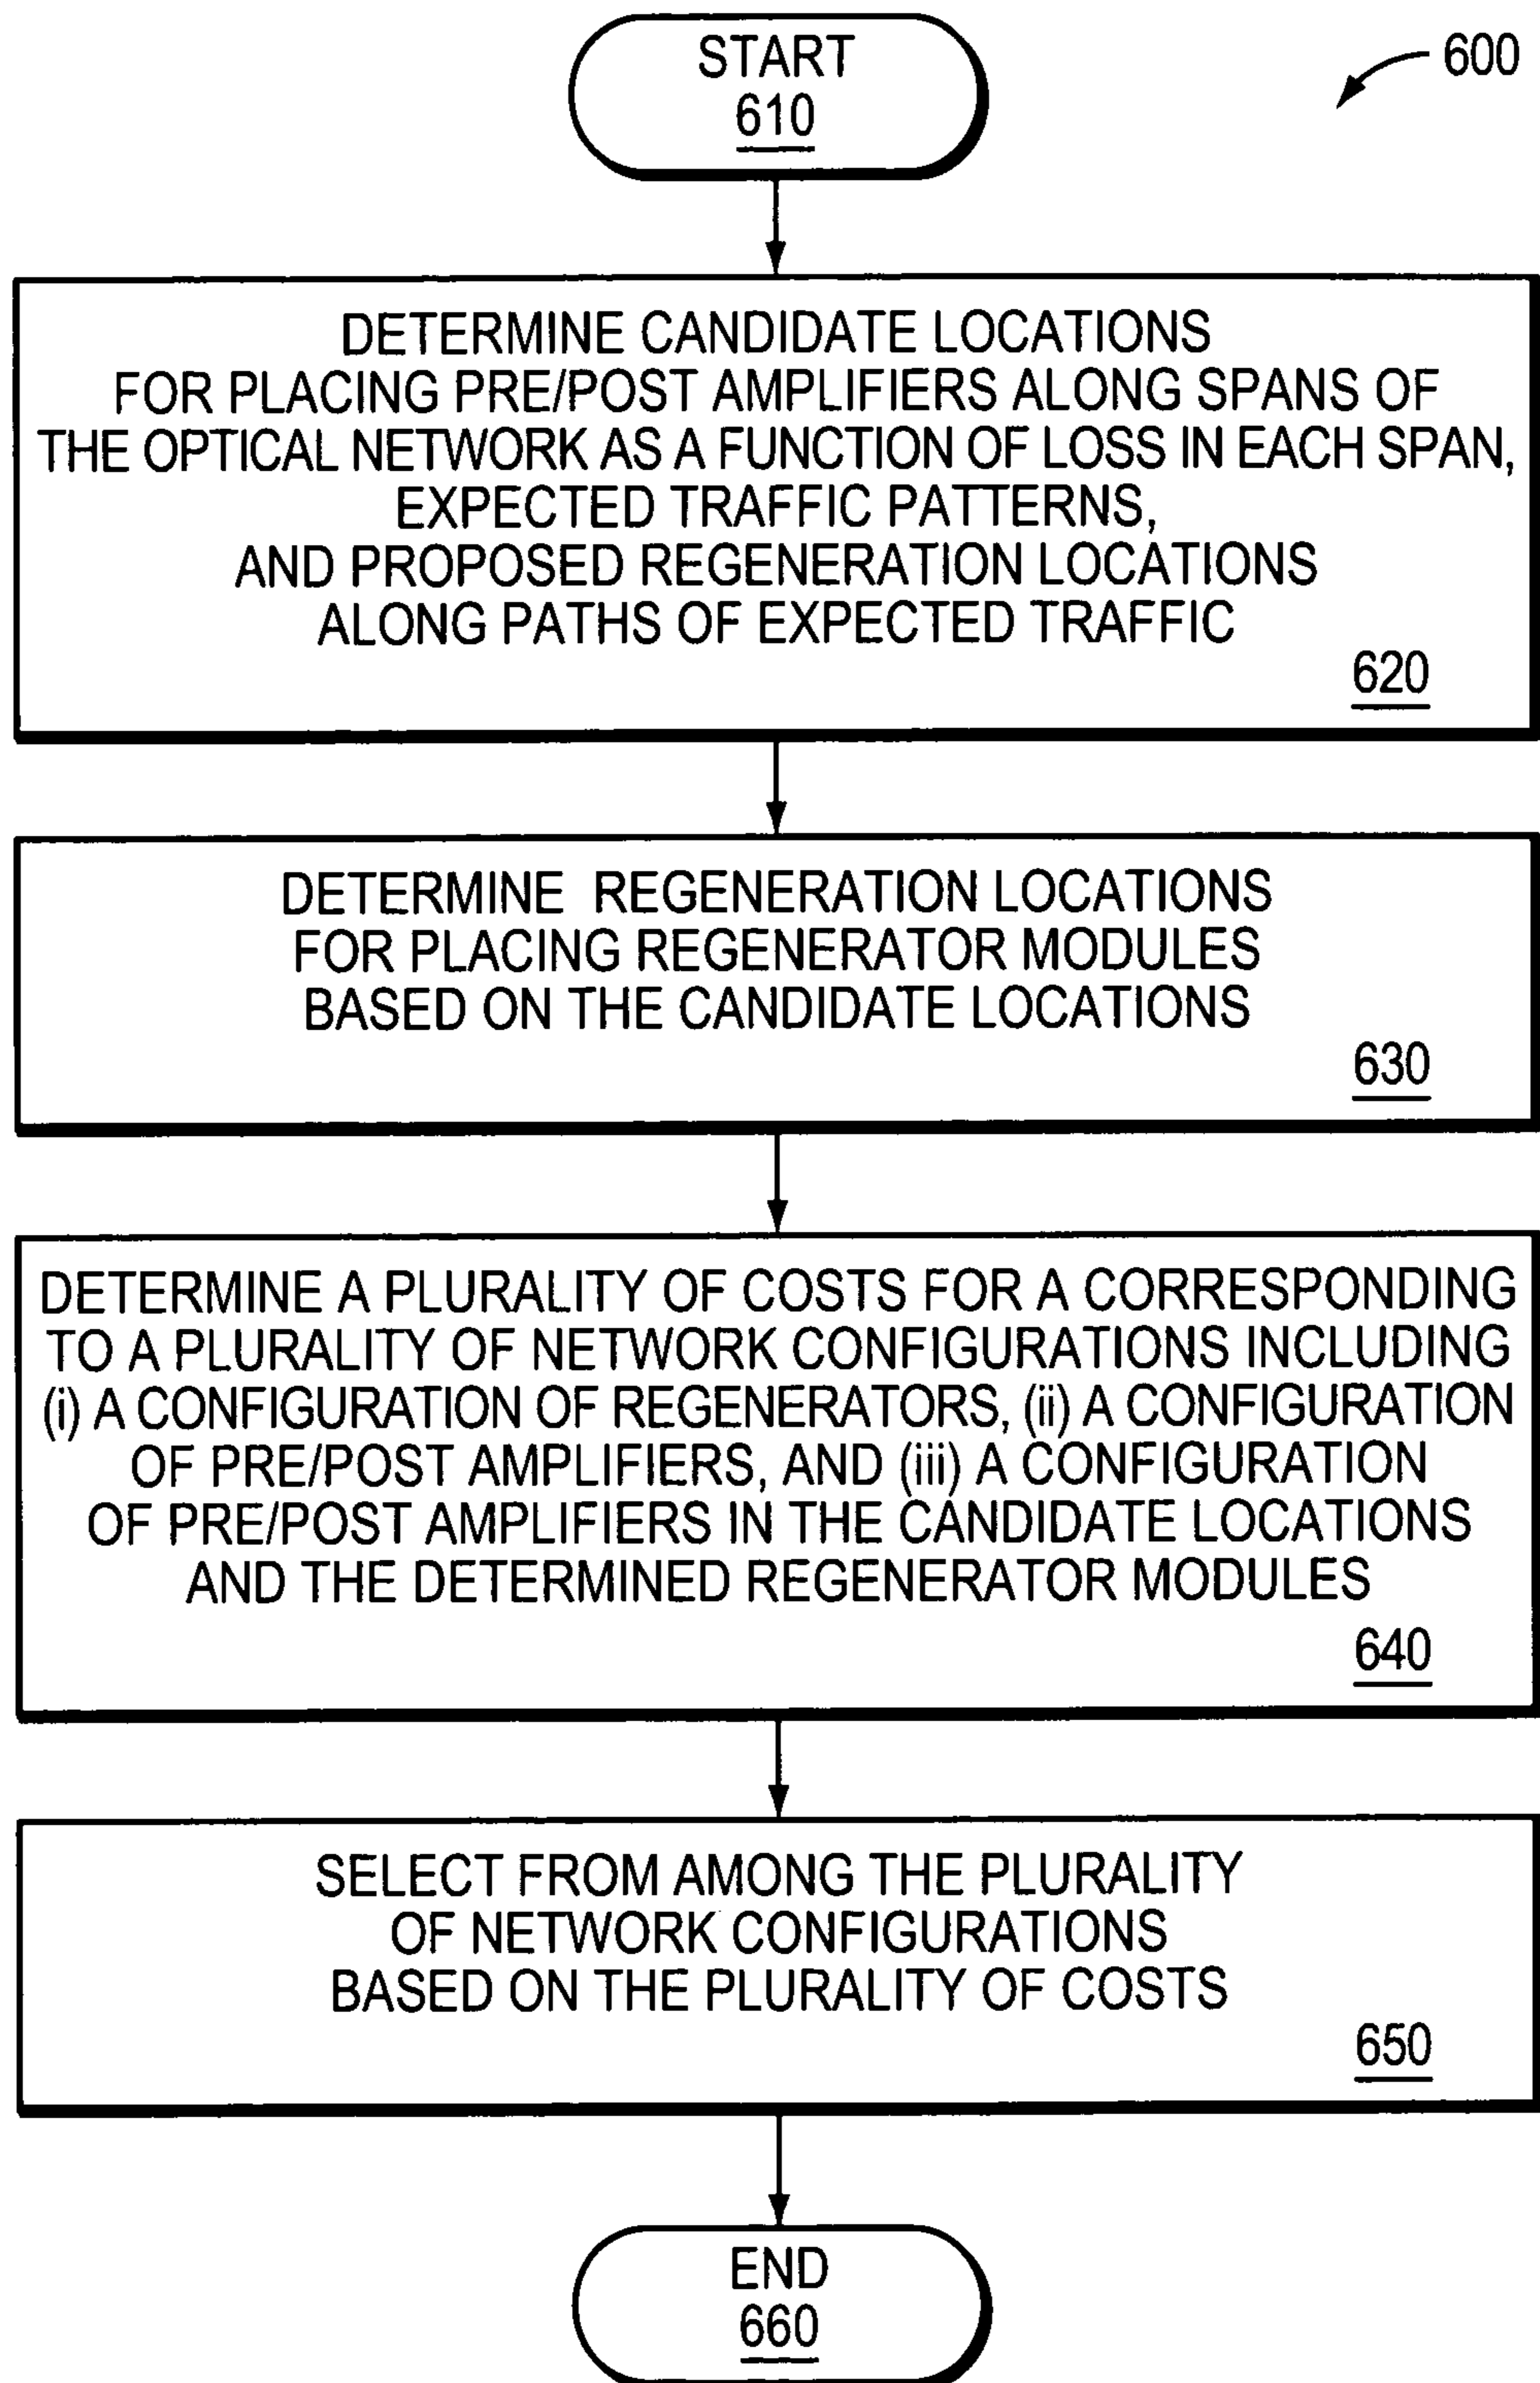 START
610
600
DETERMINE CANDIDATE LOCATIONS
FOR PLACING PRE/POST AMPLIFIERS ALONG SPANS OF
THE OPTICAL NETWORK AS A FUNCTION OF LOSS IN EACH SPAN,
EXPECTED TRAFFIC PATTERNS,
AND PROPOSED REGENERATION LOCATIONS
ALONG PATHS OF EXPECTED TRAFFIC
620
DETERMINE REGENERATION LOCATIONS
FOR PLACING REGENERATOR MODULES
BASED ON THE CANDIDATE LOCATIONS
630
DETERMINE A PLURALITY OF COSTS FOR A CORRESPONDING
TO A PLURALITY OF NETWORK CONFIGURATIONS INCLUDING
(i) A CONFIGURATION OF REGENERATORS, (ii) A CONFIGURATION
OF PRE/POST AMPLIFIERS, AND (iii) A CONFIGURATION
OF PRE/POST AMPLIFIERS IN THE CANDIDATE LOCATIONS
AND THE DETERMINED REGENERATOR MODULES
640
SELECT FROM AMONG THE PLURALITY
OF NETWORK CONFIGURATIONS
BASED ON THE PLURALITY OF COSTS
650
END
660